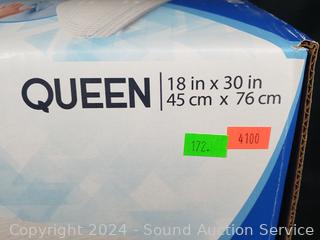 QUEEN
18 in x 30 in
45 cm x 76 cm
172.
4100
Copyright 2024 - Sound Auction Service